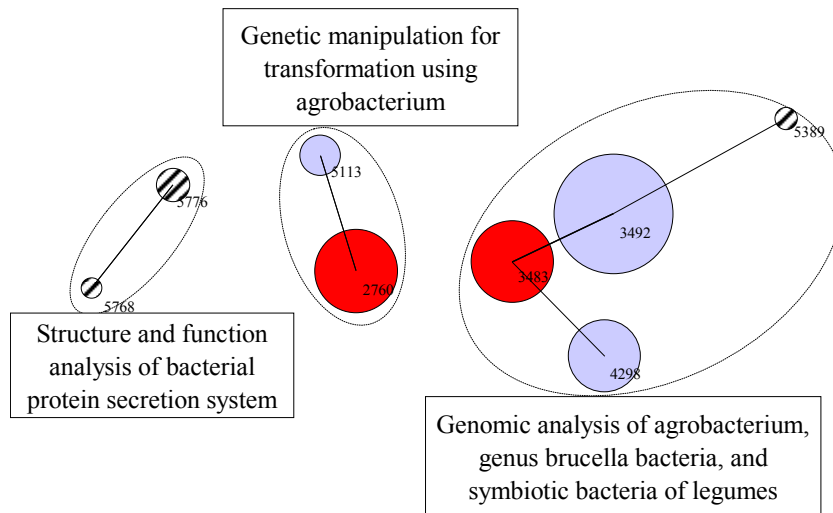 Genetic manipulation for
transformation using
agrobacterium
5389
5113
5776
3492
3483
2760
5768
Structure and function
analysis of bacterial
protein secretion system
4298
Genomic analysis of agrobacterium,
genus brucella bacteria, and
symbiotic bacteria of legumes